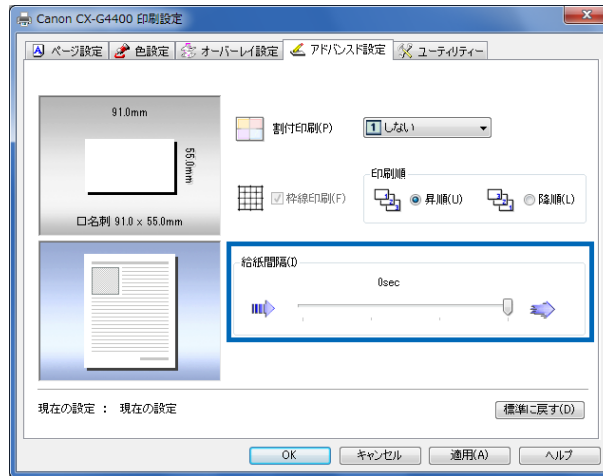 Canon CX-G4400 印刷設定
ページ設定 色設定 オーバーレイ設定 アドバンスド設定 ユーティリティー
91.0mm
55.0mm
口名刺 91.0 x 55.0mm
割付印刷(P) 1 しない
枠線印刷(F)
印刷順
昇順(U) 降順(L)
給紙間隔(I)
0sec
現在の設定 : 現在の設定
標準に戻す(D)
OK キャンセル 適用(A) ヘルプ